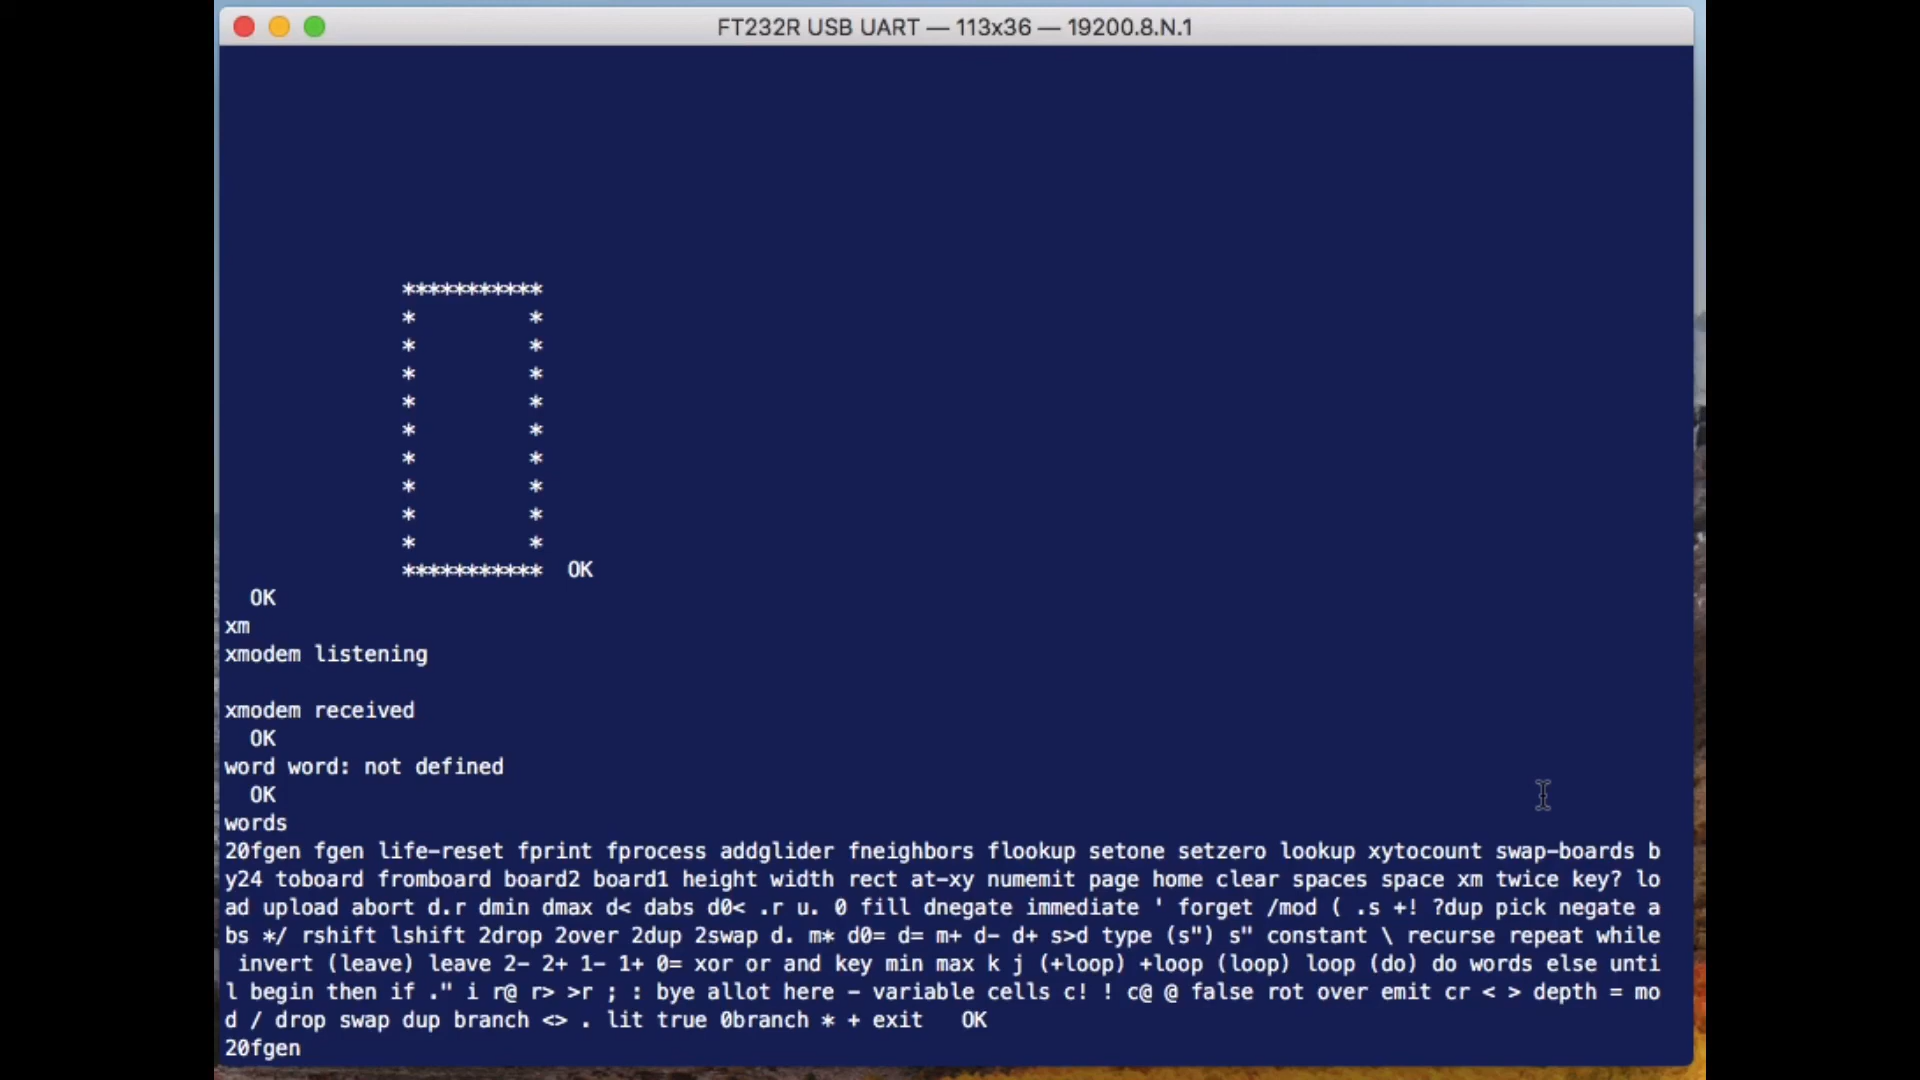 FT232R USB UART — 113x36 — 19200.8.N.1
***********
*         *
*         *
*         *
*         *
*         *
*         *
*         *
*         *
*         *
***********  OK
  OK
xm
xmodem listening
xmodem received
  OK
word word: not defined
  OK
words
20fgen fgen life-reset fprint fprocess addglider fneighbors flookup setone setzero lookup xytocount swap-boards b
y24 toboard fromboard board2 board1 height width rect at-xy numemit page home clear spaces space xm twice key? lo
ad upload abort d.r dmin dmax d< dabs d0< .r u. 0 fill dnegate immediate ' forget /mod ( .s +! ?dup pick negate a
bs */ rshift lshift 2drop 2over 2dup 2swap d. m* d0= d= m+ d- d+ s>d type (s") s" constant \ recurse repeat while
 invert (leave) leave 2- 2+ 1- 1+ 0= xor or and key min max k j (+loop) +loop (loop) loop (do) do words else unti
l begin then if ." i r@ r> >r ; : bye allot here - variable cells c! ! c@ @ false rot over emit cr < > depth = mo
d / drop swap dup branch <> . lit true 0branch * + exit   OK
20fgen